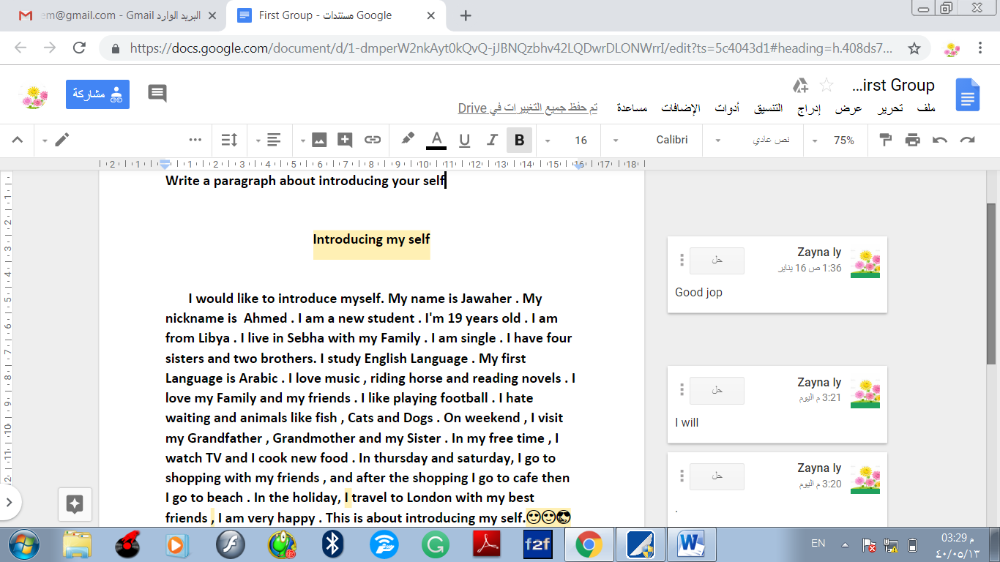 em@gmail.com - Gmail البريد الوارد
First Group - مستندات Google
https://docs.google.com/document/d/1-dmperW2nkAyt0kQvQ-jJBNQzbhv42LQDwrDLONWrrI/edit?ts=5c4043d1#heading=h.408ds7...
...irst Group
مشاركة
ملف تحرير عرض إدراج التنسيق أدوات الإضافات مساعدة تم حفظ جميع التغييرات في Drive
75% نص عادي Calibri 16 B I U A
2 1 1 2 3 4 5 6 7 8 9 10 11 12 13 14 15 16 17 18
Write a paragraph about introducing your self
Introducing my self
I would like to introduce myself. My name is Jawaher . My
nickname is Ahmed . I am a new student . I'm 19 years old . I am
from Libya . I live in Sebha with my Family . I am single . I have four
sisters and two brothers. I study English Language . My first
Language is Arabic . I love music , riding horse and reading novels . I
love my Family and my friends . I like playing football . I hate
waiting and animals like fish , Cats and Dogs . On weekend , I visit
my Grandfather , Grandmother and my Sister . In my free time , I
watch TV and I cook new food . In thursday and saturday, I go to
shopping with my friends , and after the shopping I go to cafe then
I go to beach . In the holiday, I travel to London with my best
friends , I am very happy . This is about introducing my self.😍😍😎
Zayna ly
1:36 ص 16 يناير
حل
Good jop
Zayna ly
3:21 م اليوم
حل
I will
Zayna ly
3:20 م اليوم
حل
.
f2f
EN
03:29 م
٤٠/٠٥/١٣